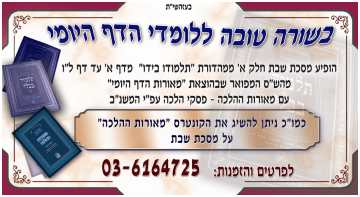 בעזהשי"ת
בשורה טובה ללומדי הדף היומי
הופיע מסכת שבת חלק א' ממהדורת "תלמודו בידו" מדף א' עד דף ל"ו
מהש"ס המפואר שבהוצאת "מאורות הדף היומי"
עם מאורות ההלכה - פסקי הלכה עפ"י המשנ"ב
כמו"כ ניתן להשיג את הקונטרס "מאורות ההלכה"
על מסכת שבת
לפרטים והזמנות: 03-6164725